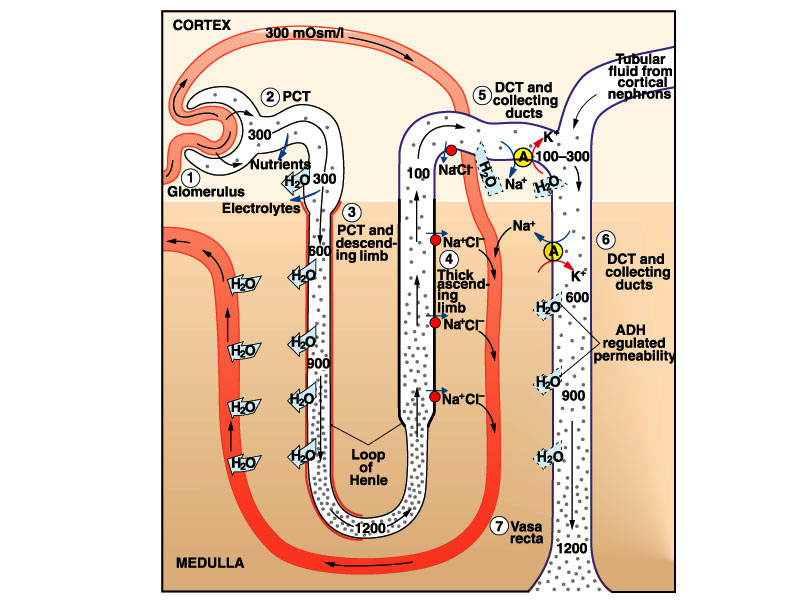 CORTEX
300 mOsm/l
5 DCT and
collecting
ducts
Tubular
fluid from
cortical
nephrons
2 PCT
300
Nutrients
H₂O
300
Electrolytes
1
Glomerulus
100
Na⁺Cl⁻
H₂O
A
K⁺
Na⁺
100–300
H₂O
3
PCT and
descend-
ing limb
600
H₂O
H₂O
900
H₂O
H₂O
H₂O
H₂O
H₂O
H₂O
Na⁺Cl⁻
4
Thick
ascend-
ing
limb
Na⁺Cl⁻
Na⁺Cl⁻
Na⁺
A
K⁺
6
DCT and
collecting
ducts
600
H₂O
ADH
regulated
permeability
H₂O
900
H₂O
Loop
of
Henle
1200
7 Vasa
recta
1200
MEDULLA